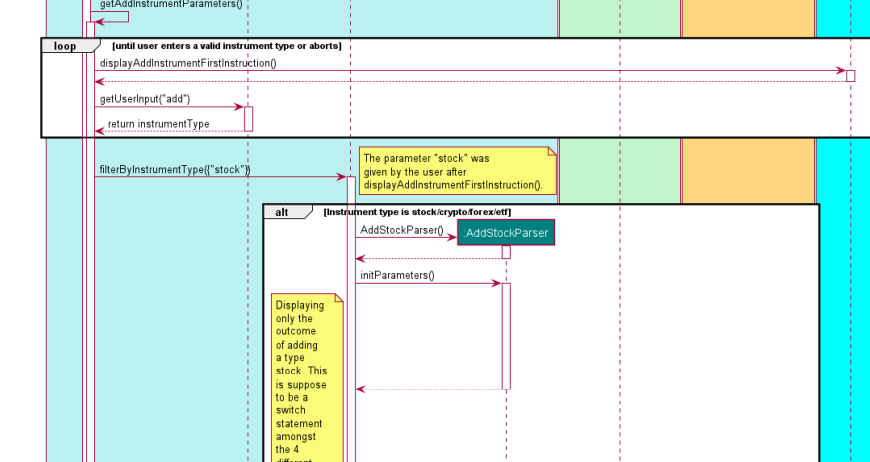 getAddInstrumentParameters()
loop
[until user enters a valid instrument type or aborts]
displayAddInstrumentFirstInstruction()
getUserInput("add")
return instrumentType
filterByInstrumentType(("stock"))
The parameter "stock" was
given by the user after
displayAddInstrumentFirstInstruction().
alt
[Instrument type is stock/crypto/forex/etf]
AddStockParser()
:AddStockParser
initParameters()
Displaying
only the
outcome
of adding
a type
stock. This
is suppose
to be a
switch
statement
amongst
the 4
different